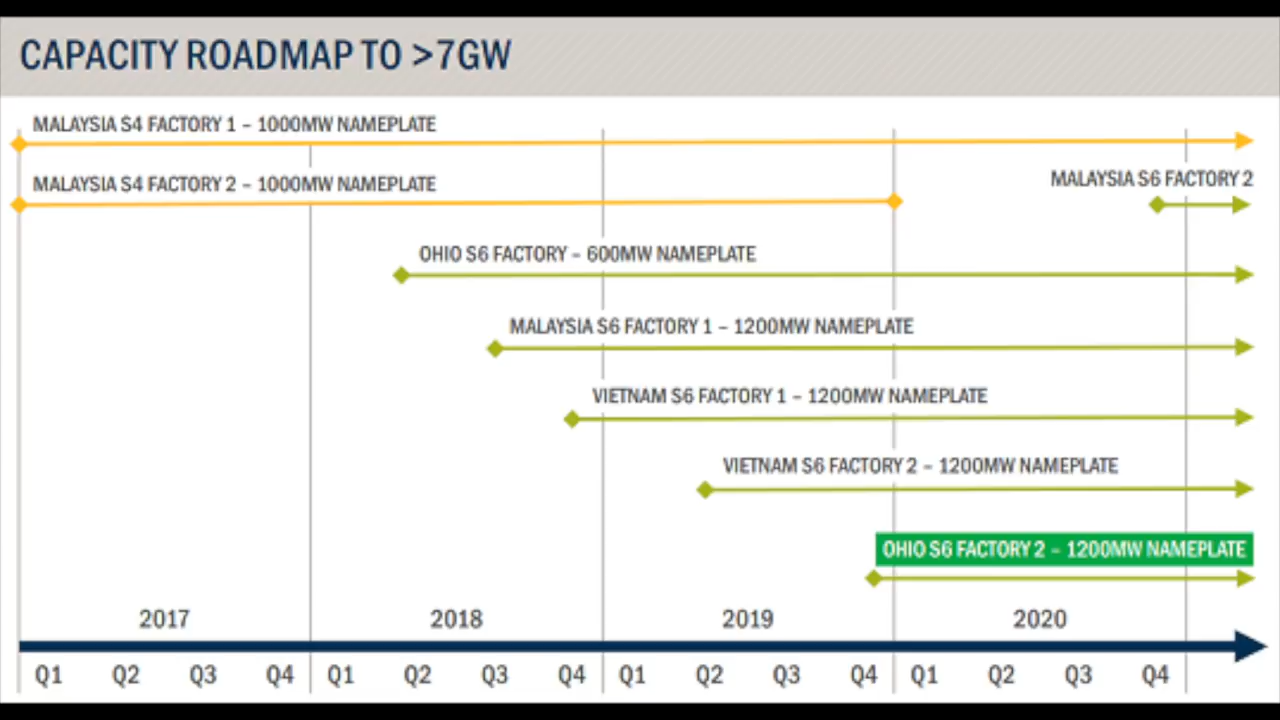 CAPACITY ROADMAP TO >7GW
MALAYSIA S4 FACTORY 1 – 1000MW NAMEPLATE
MALAYSIA S4 FACTORY 2 – 1000MW NAMEPLATE
MALAYSIA S6 FACTORY 2
OHIO S6 FACTORY – 600MW NAMEPLATE
MALAYSIA S6 FACTORY 1 – 1200MW NAMEPLATE
VIETNAM S6 FACTORY 1 – 1200MW NAMEPLATE
VIETNAM S6 FACTORY 2 – 1200MW NAMEPLATE
OHIO S6 FACTORY 2 – 1200MW NAMEPLATE
2017 2018 2019 2020
Q1 Q2 Q3 Q4 Q1 Q2 Q3 Q4 Q1 Q2 Q3 Q4 Q1 Q2 Q3 Q4